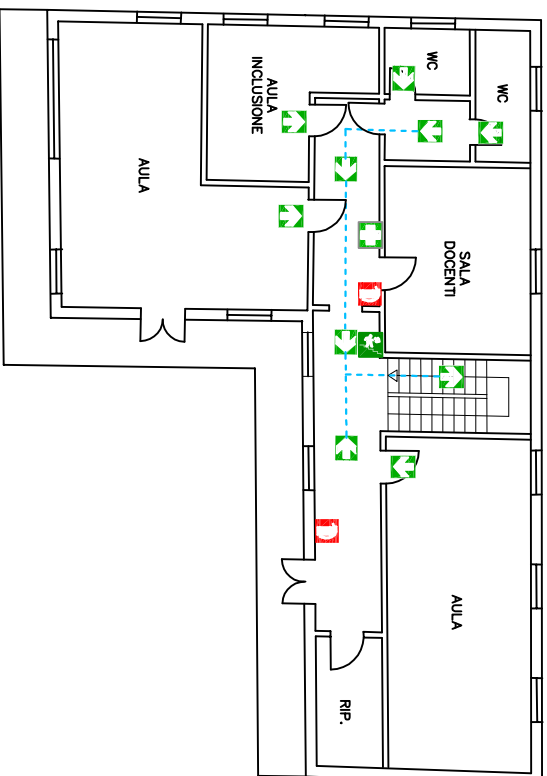 WC
WC
AULA
INCLUSIONE
AULA
SALA
DOCENTI
AULA
RIP.